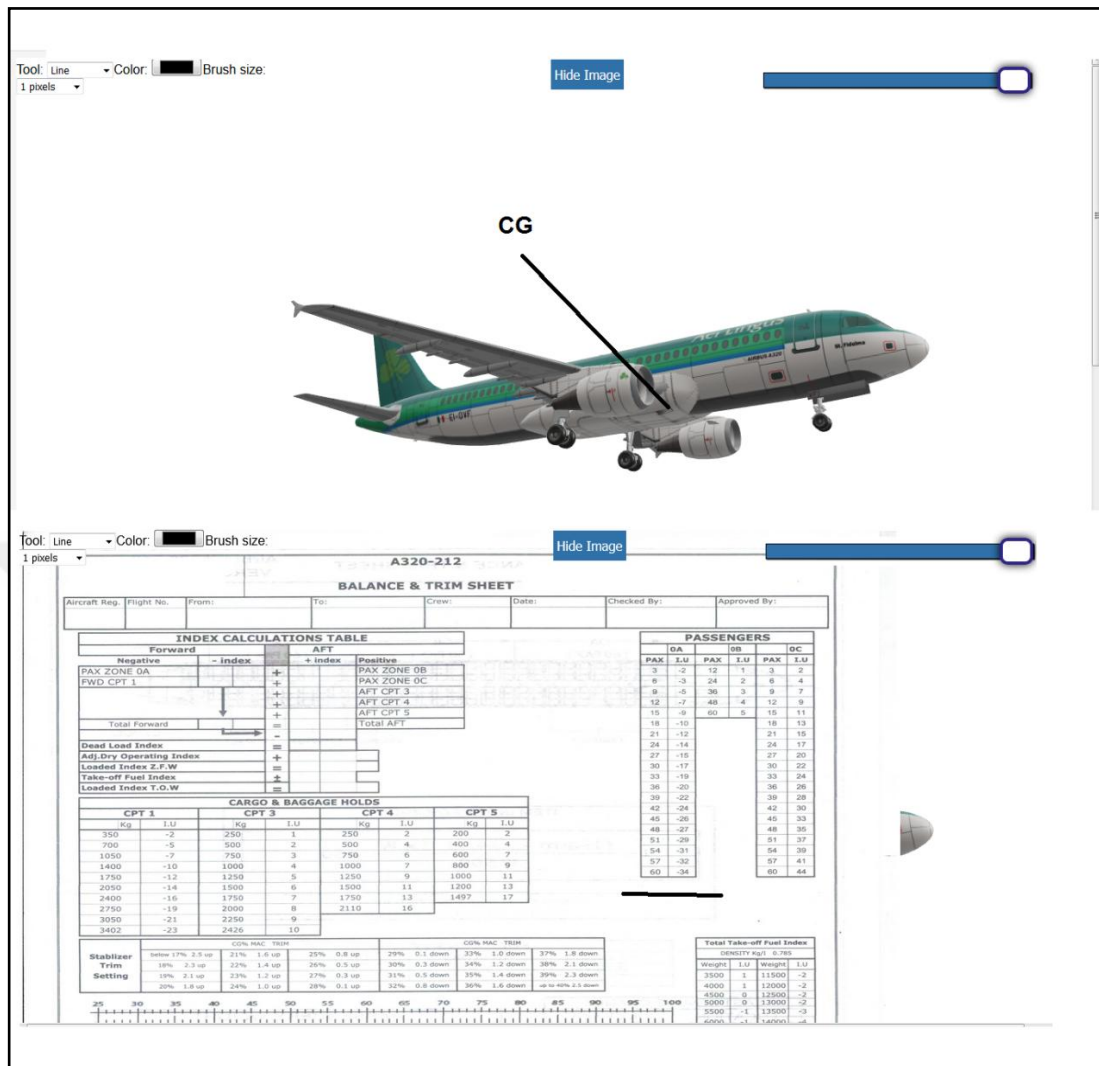 Tool: Line Color: Brush size:
Hide Image
1 pixels
CG
Aer Lingus
AIRBUS A320
EI-DVE
Tool: Line Color: Brush size:
Hide Image
1 pixels
A320-212
BALANCE & TRIM SHEET
Aircraft Reg. Flight No. From: To: Crew: Date: Checked By: Approved By:
INDEX CALCULATIONS TABLE
Forward AFT
Negative - index + index Positive
PAX ZONE 0A + PAX ZONE 0B
FWD CPT 1 + PAX ZONE 0C
+ AFT CPT 3
+ AFT CPT 4
+ AFT CPT 5
Total Forward = Total AFT
-
Dead Load Index =
Adj.Dry Operating Index +
Loaded Index Z.F.W =
Take-off Fuel Index ±
Loaded Index T.O.W =
PASSENGERS
0A 0B 0C
PAX I.U PAX I.U PAX I.U
3 -2 12 1 3 2
6 -3 24 2 6 4
9 -5 36 3 9 7
12 -7 48 4 12 9
15 -9 60 5 15 11
18 -10 18 13
21 -12 21 15
24 -14 24 17
27 -15 27 20
30 -17 30 22
33 -19 33 24
36 -20 36 26
39 -22 39 28
42 -24 42 30
45 -26 45 33
48 -27 48 35
51 -29 51 37
54 -31 54 39
57 -32 57 41
60 -34 60 44
CARGO & BAGGAGE HOLDS
CPT 1 CPT 3 CPT 4 CPT 5
Kg I.U Kg I.U Kg I.U Kg I.U
350 -2 250 1 250 2 200 2
700 -5 500 2 500 4 400 4
1050 -7 750 3 750 6 600 7
1400 -10 1000 4 1000 7 800 9
1750 -12 1250 5 1250 9 1000 11
2050 -14 1500 6 1500 11 1200 13
2400 -16 1750 7 1750 13 1497 17
2750 -19 2000 8 2110 16
3050 -21 2250 9
3402 -23 2426 10
Stablizer Trim Setting
CG% MAC TRIM CG% MAC TRIM
below 17% 2.5 up 21% 1.6 up 25% 0.8 up 29% 0.1 down 33% 1.0 down 37% 1.8 down
18% 2.3 up 22% 1.4 up 26% 0.5 up 30% 0.3 down 34% 1.2 down 38% 2.1 down
19% 2.1 up 23% 1.2 up 27% 0.3 up 31% 0.5 down 35% 1.4 down 39% 2.3 down
20% 1.8 up 24% 1.0 up 28% 0.1 up 32% 0.8 down 36% 1.6 down up to 40% 2.5 down
Total Take-off Fuel Index
DENSITY Kg/l 0.785
Weight I.U Weight I.U
3500 1 11500 -2
4000 1 12000 -2
4500 0 12500 -2
5000 0 13000 -2
5500 -1 13500 -3
6000 -1 14000 -4
25 30 35 40 45 50 55 60 65 70 75 80 85 90 95 100